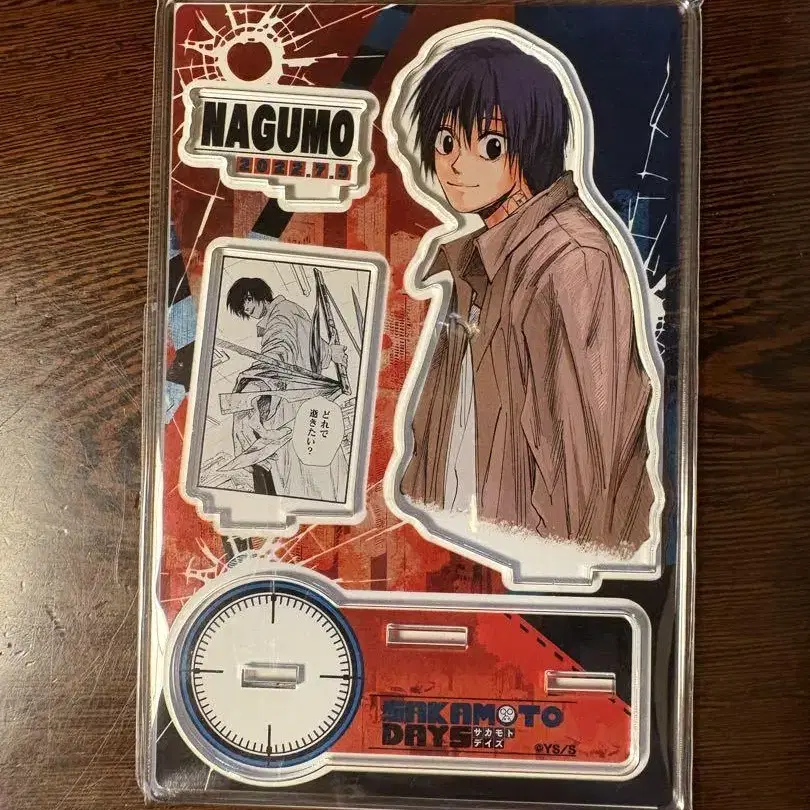 NAGUMO
2022.7.9
どれで
逝きたい?
SAKAMOTO
DAYS サカモト
デイズ
©YS/S